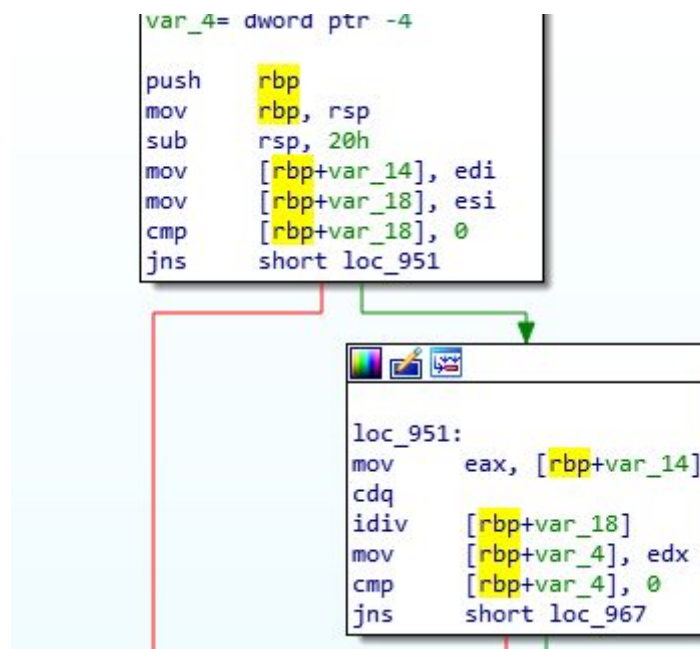 var_4= dword ptr -4
push rbp
mov rbp, rsp
sub rsp, 20h
mov [rbp+var_14], edi
mov [rbp+var_18], esi
cmp [rbp+var_18], 0
jns short loc_951
loc_951:
mov eax, [rbp+var_14]
cdq
idiv [rbp+var_18]
mov [rbp+var_4], edx
cmp [rbp+var_4], 0
jns short loc_967